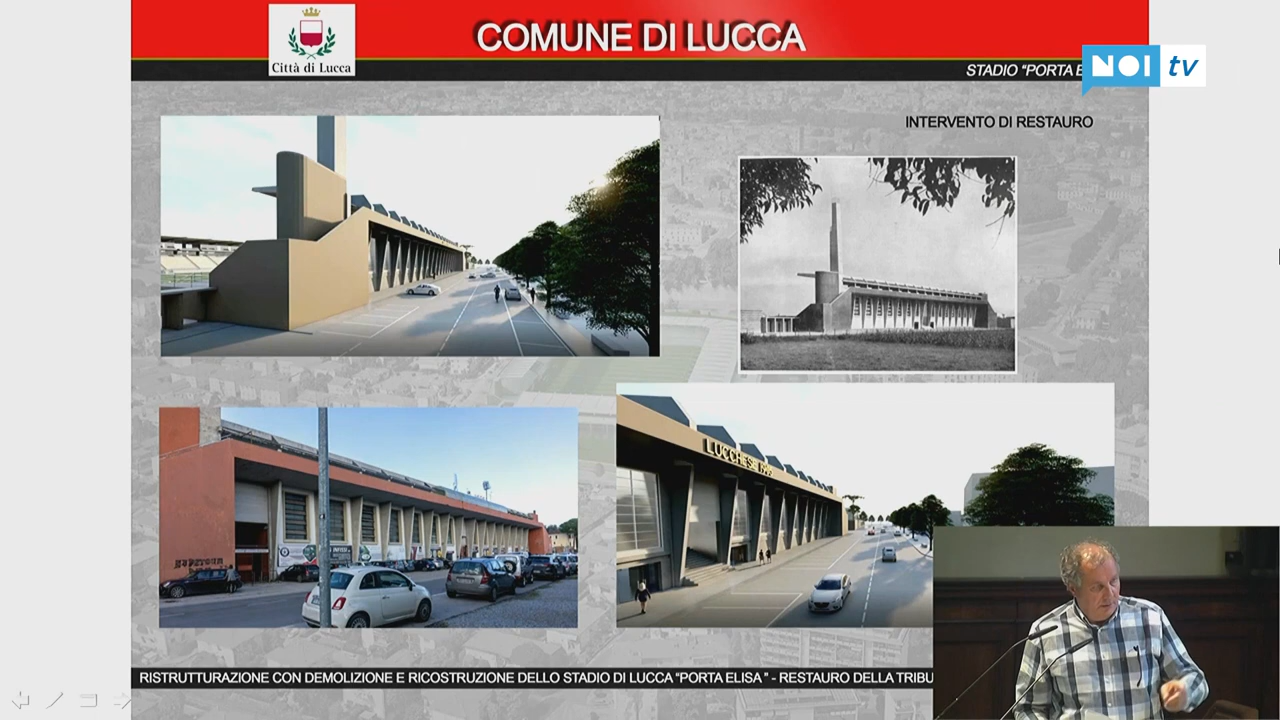 COMUNE DI LUCCA
Città di Lucca
STADIO "PORTA E
NOI tv
INTERVENTO DI RESTAURO
LUCCHESE
RISTRUTTURAZIONE CON DEMOLIZIONE E RICOSTRUZIONE DELLO STADIO DI LUCCA "PORTA ELISA" - RESTAURO DELLA TRIBU